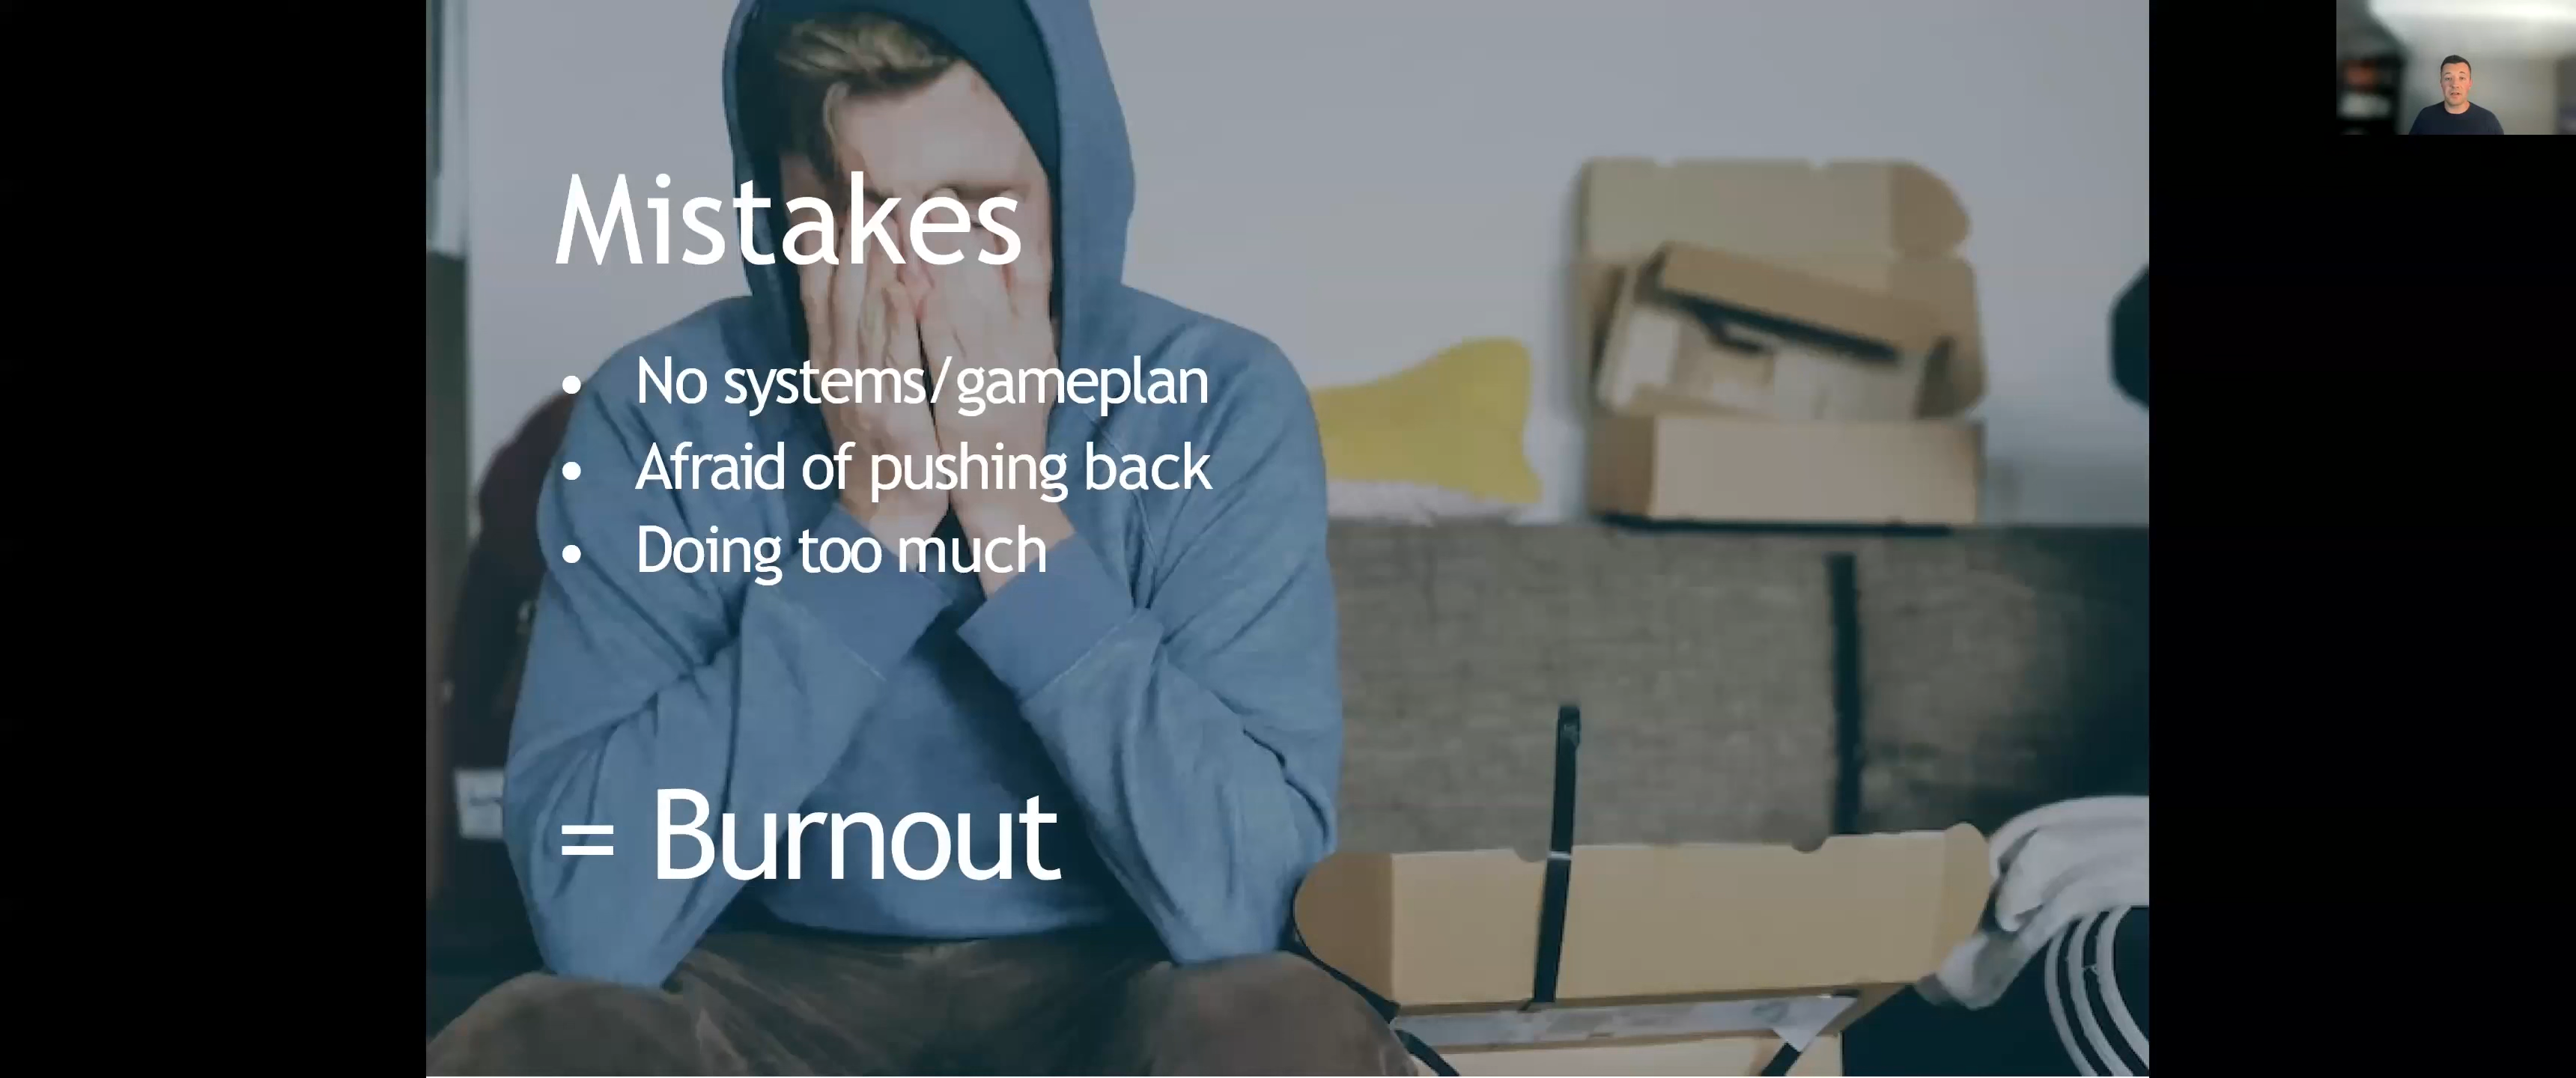 Mistakes
• No systems/gameplan
• Afraid of pushing back
• Doing too much
= Burnout